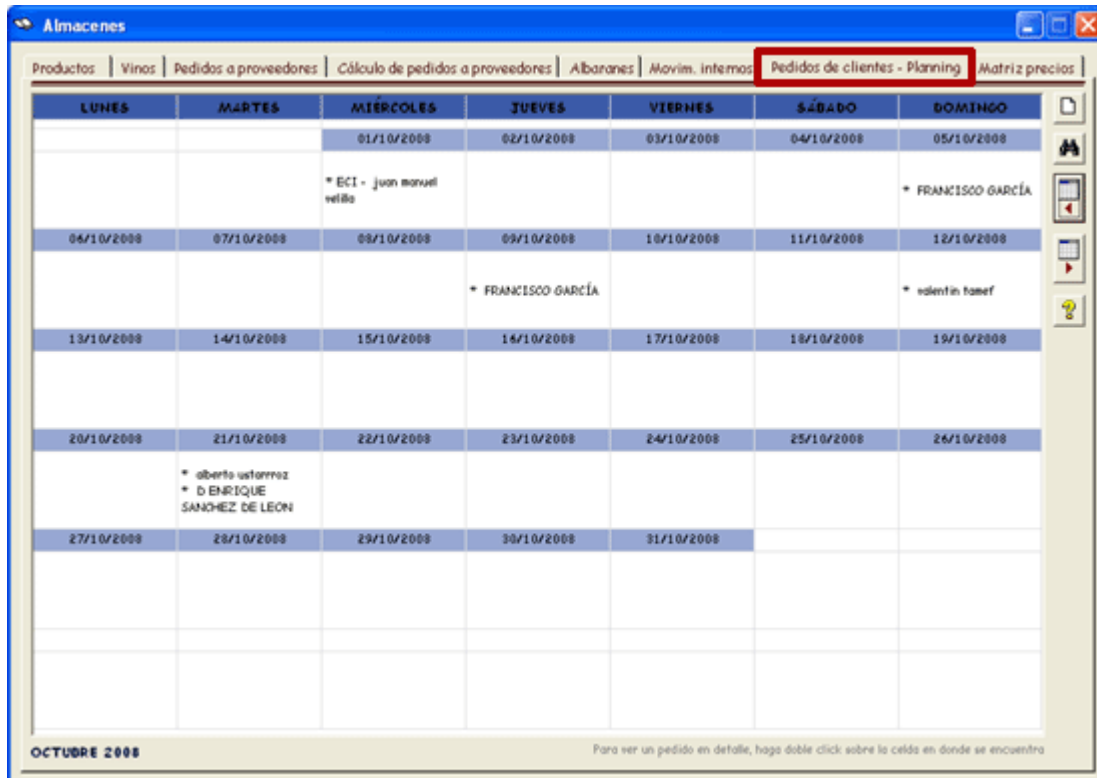 Almacenes
Productos Vinos Pedidos a proveedores Cálculo de pedidos a proveedores Albaranes Movim. internos Pedidos de clientes - Planning Matriz precios
LUNES MARTES MIÉRCOLES JUEVES VIERNES SÁBADO DOMINGO
01/10/2008 02/10/2008 03/10/2008 04/10/2008 05/10/2008
* ECI - juan manuel
velilla
* FRANCISCO GARCÍA
06/10/2008 07/10/2008 08/10/2008 09/10/2008 10/10/2008 11/10/2008 12/10/2008
* FRANCISCO GARCÍA * valentin tamef
13/10/2008 14/10/2008 15/10/2008 16/10/2008 17/10/2008 18/10/2008 19/10/2008
20/10/2008 21/10/2008 22/10/2008 23/10/2008 24/10/2008 25/10/2008 26/10/2008
* alberto ustarrroz
* D ENRIQUE
SANCHEZ DE LEON
27/10/2008 28/10/2008 29/10/2008 30/10/2008 31/10/2008
OCTUBRE 2008 Para ver un pedido en detalle, haga doble click sobre la celda en donde se encuentra